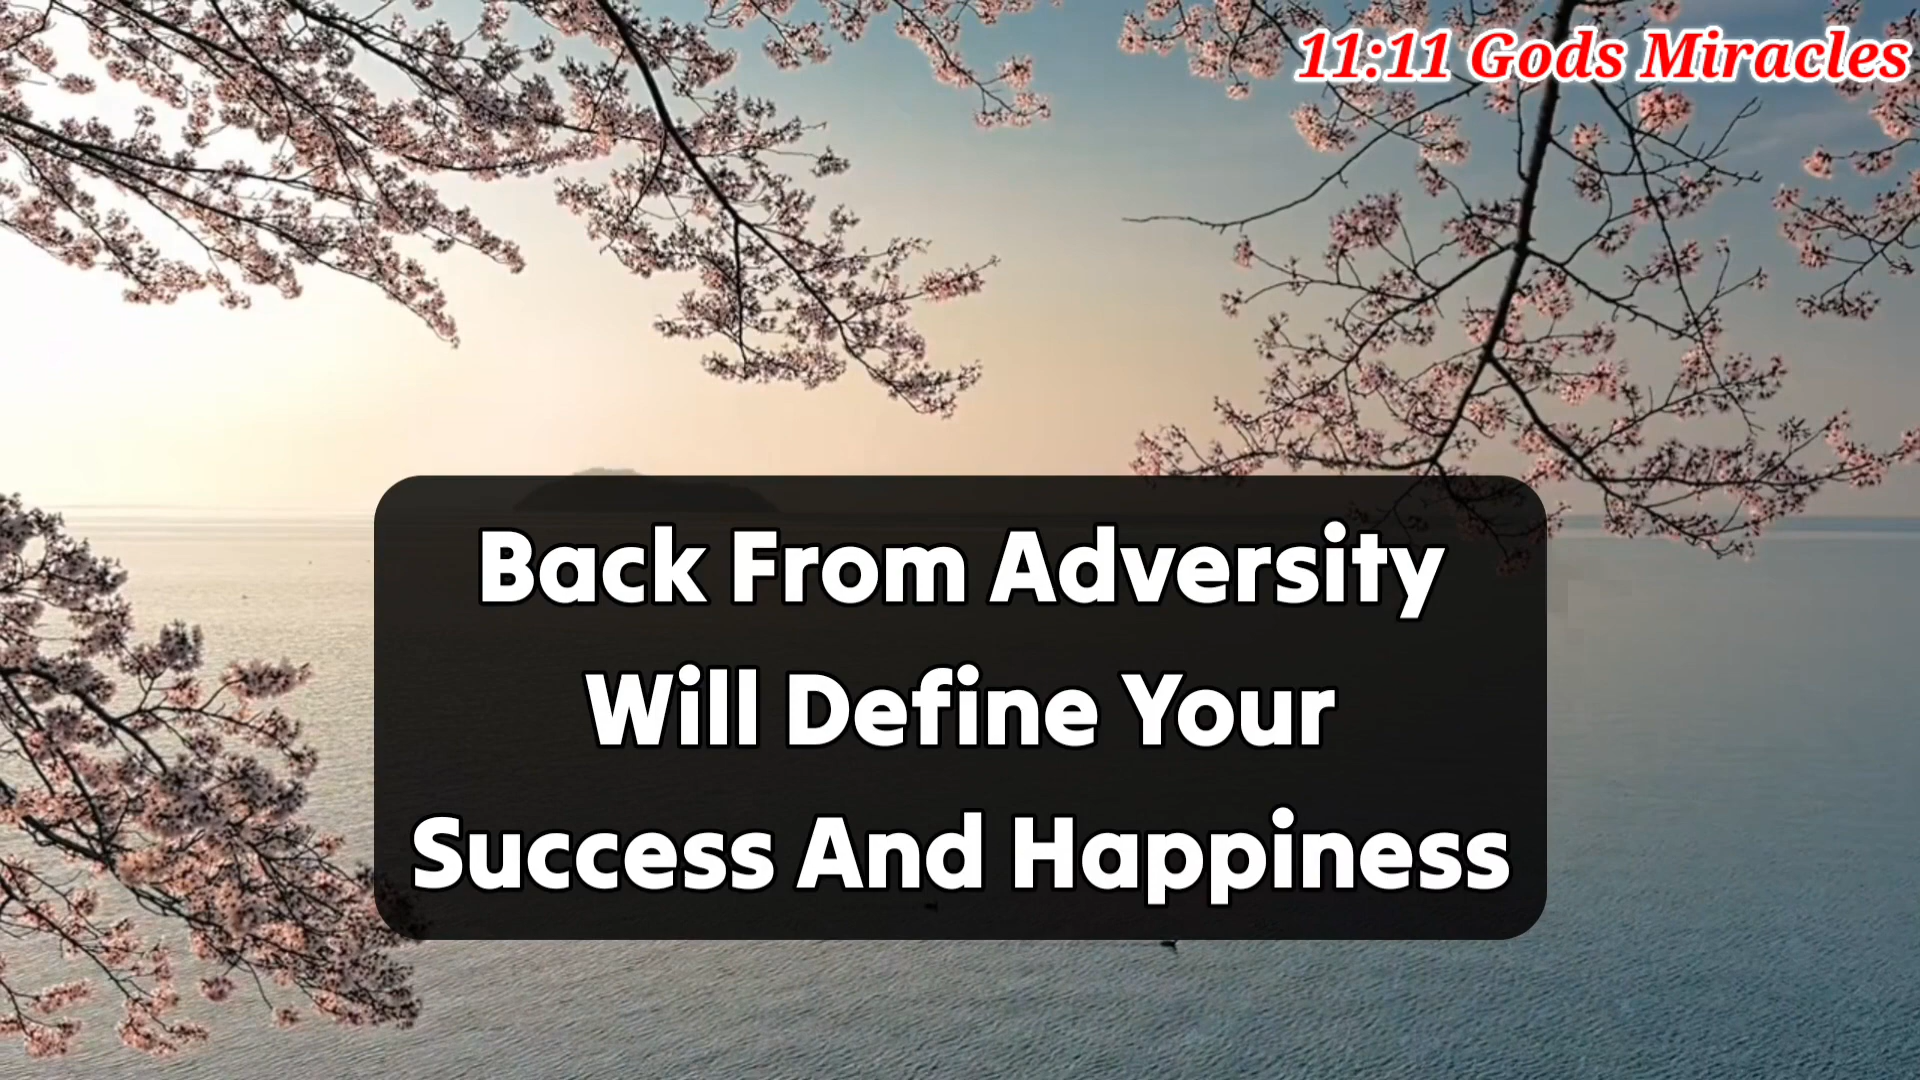 11:11 Gods Miracles
Back From Adversity
Will Define Your
Success And Happiness